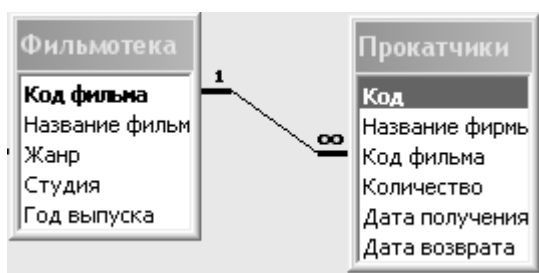 Фильмотека
Код фильма
Название фильм
Жанр
Студия
Год выпуска
1
∞
Прокатчики
Код
Название фирмь
Код фильма
Количество
Дата получения
Дата возврата